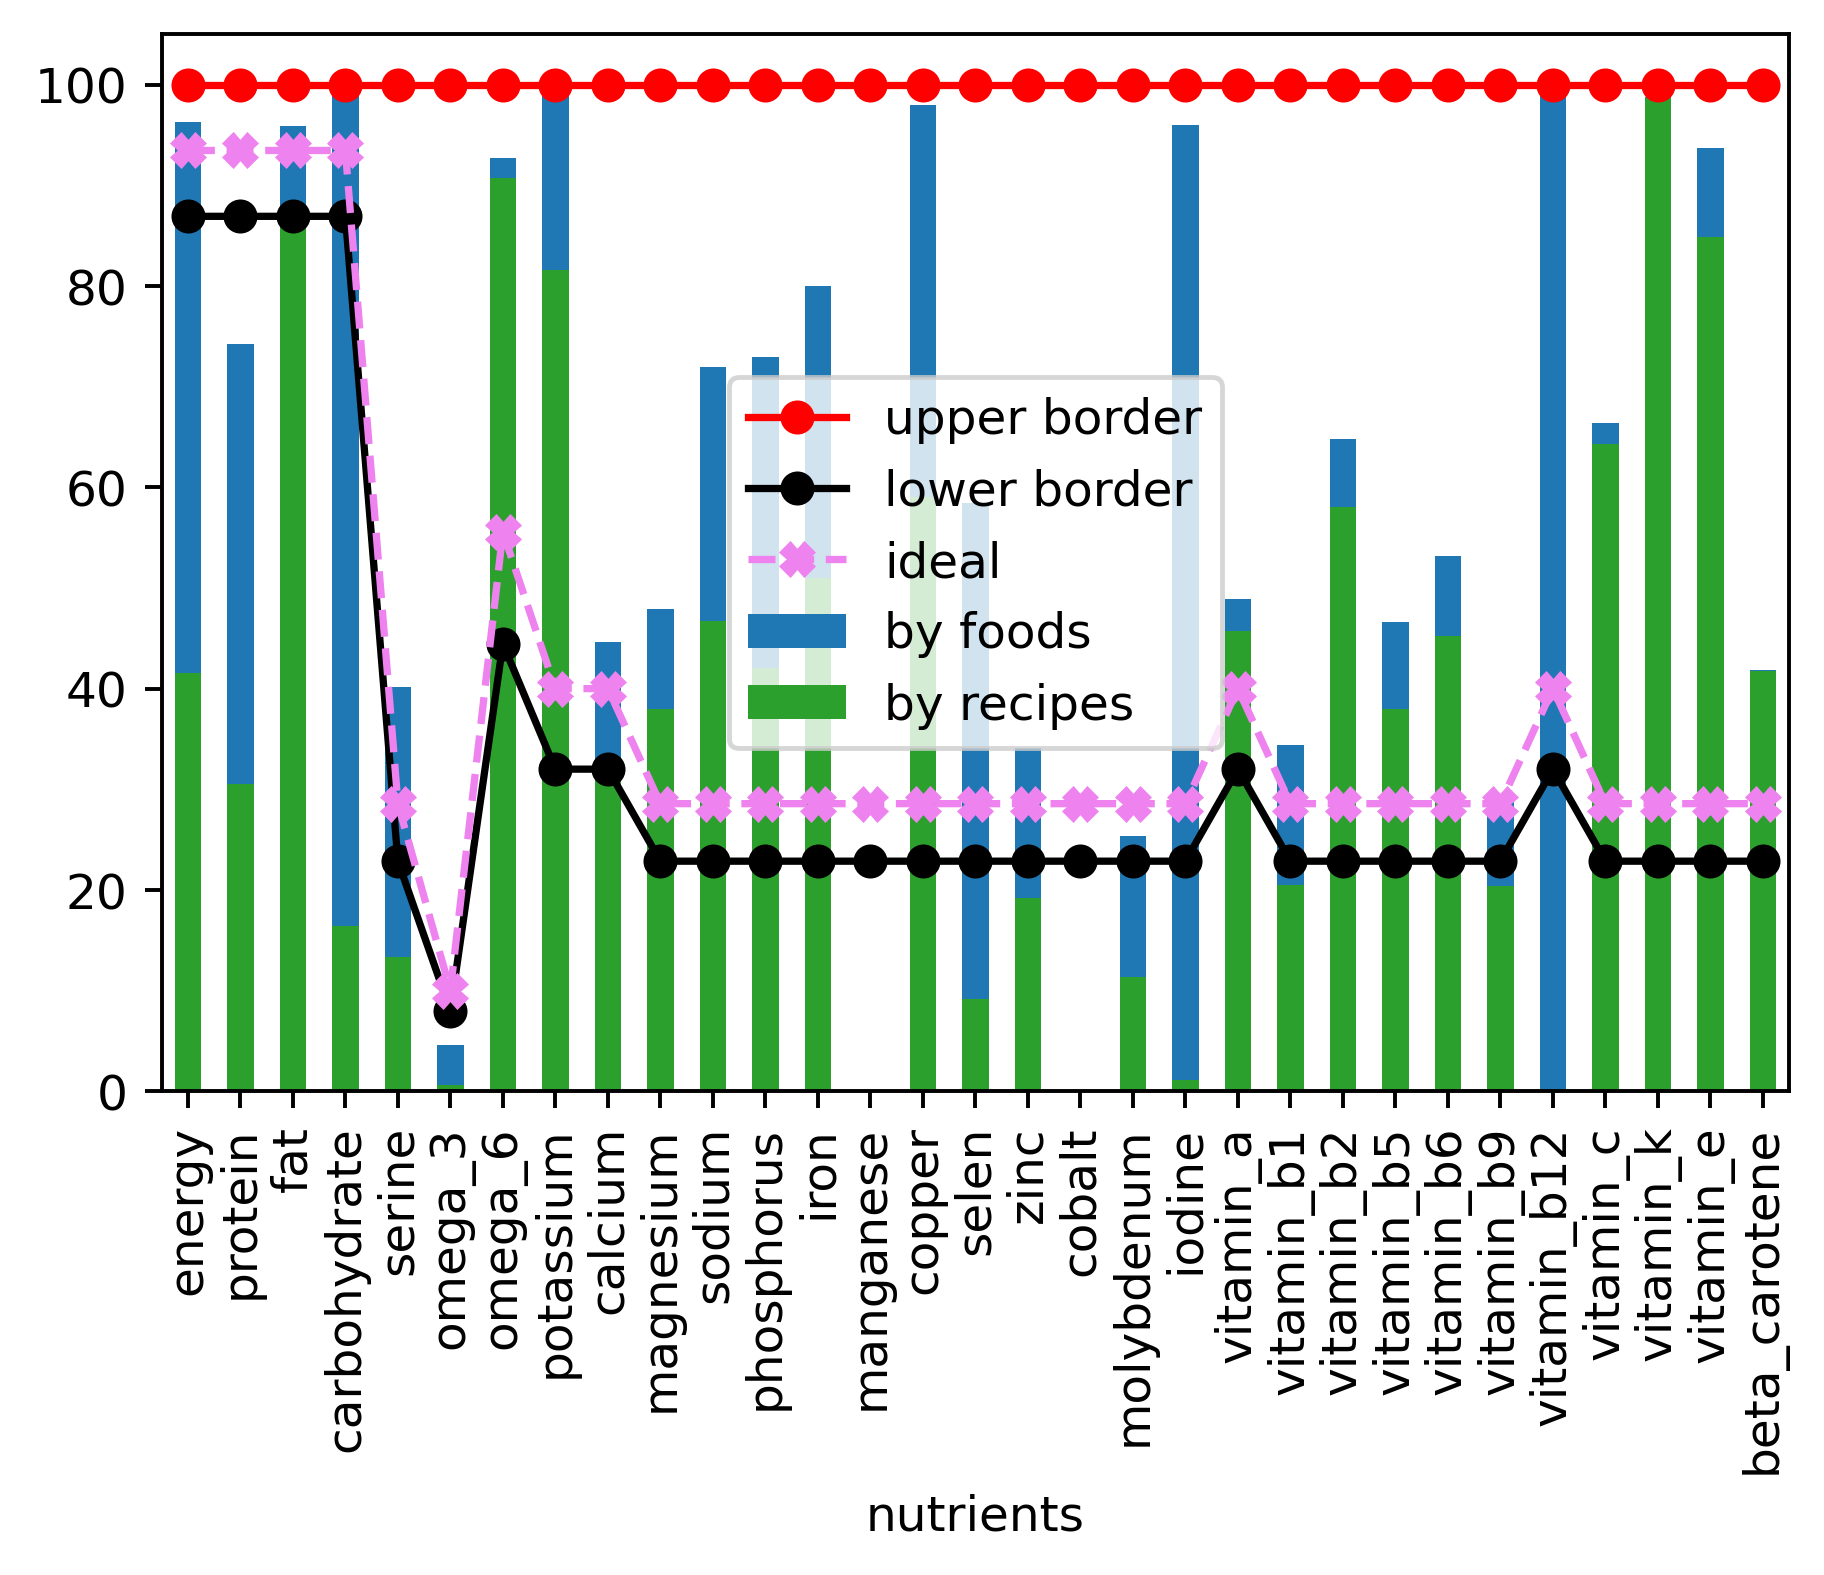 100
80
60
40
20
0
upper border
lower border
ideal
by foods
by recipes
energy
protein
fat
carbohydrate
serine
omega_3
omega_6
potassium
calcium
magnesium
sodium
phosphorus
iron
manganese
copper
selen
zinc
cobalt
molybdenum
iodine
vitamin_a
vitamin_b1
vitamin_b2
vitamin_b5
vitamin_b6
vitamin_b9
vitamin_b12
vitamin_c
vitamin_k
vitamin_e
beta_carotene
nutrients